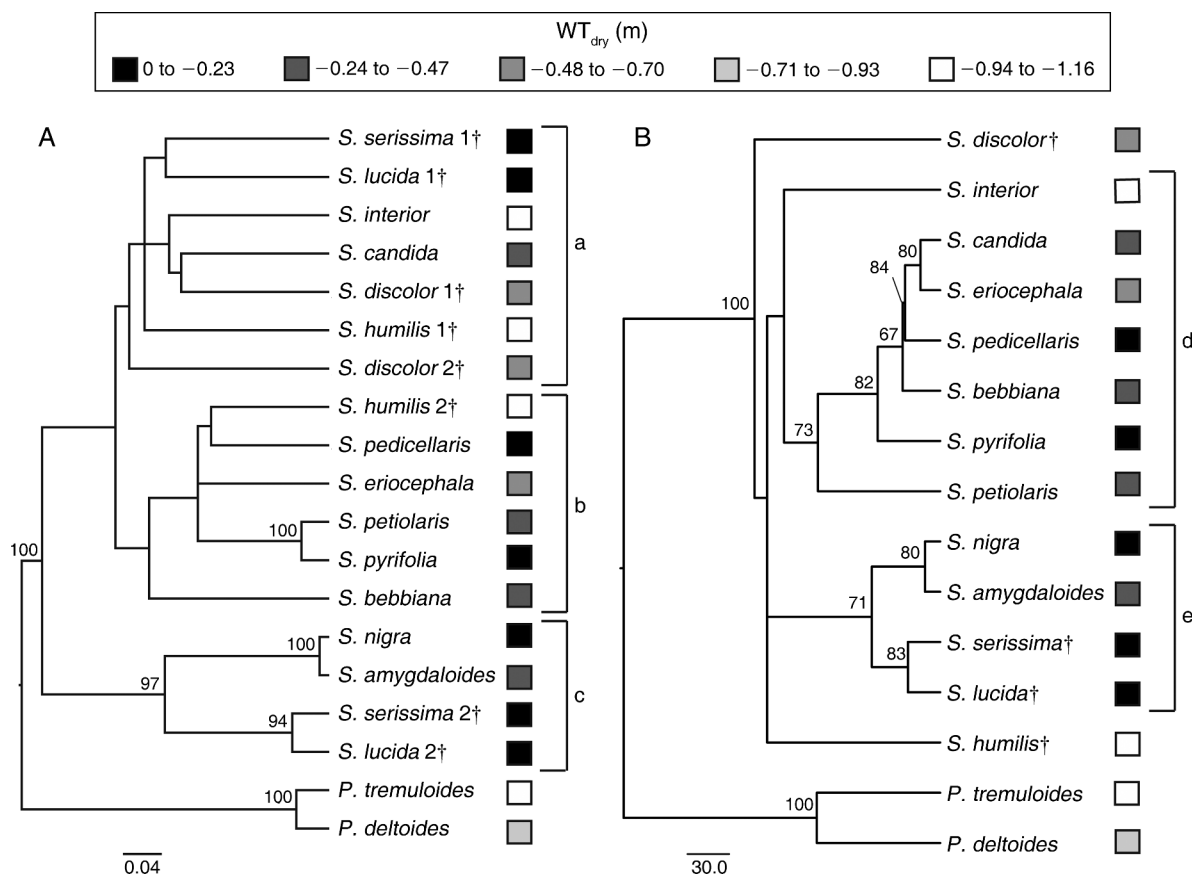 WTdry (m)
0 to −0.23
−0.24 to −0.47
−0.48 to −0.70
−0.71 to −0.93
−0.94 to −1.16
A
S. serissima 1†
S. lucida 1†
S. interior
S. candida
S. discolor 1†
S. humilis 1†
S. discolor 2†
a
S. humilis 2†
S. pedicellaris
S. eriocephala
S. petiolaris
S. pyrifolia
S. bebbiana
b
S. nigra
S. amygdaloides
S. serissima 2†
S. lucida 2†
c
P. tremuloides
P. deltoides
100
100
100
97
94
100
0.04
B
S. discolor†
S. interior
S. candida
S. eriocephala
S. pedicellaris
S. bebbiana
S. pyrifolia
S. petiolaris
d
S. nigra
S. amygdaloides
S. serissima†
S. lucida†
e
S. humilis†
P. tremuloides
P. deltoides
100
80
84
67
82
73
80
71
83
100
30.0